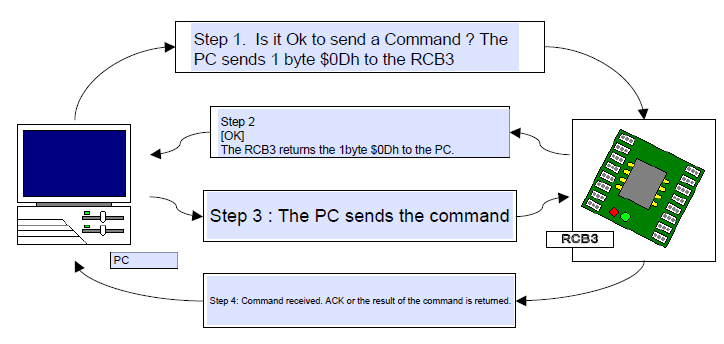 Step 1.  Is it Ok to send a Command ? The
PC sends 1 byte $0Dh to the RCB3
Step 2
[OK]
The RCB3 returns the 1byte $0Dh to the PC.
Step 3 : The PC sends the command
RCB3
PC
Step 4: Command received. ACK or the result of the command is returned.